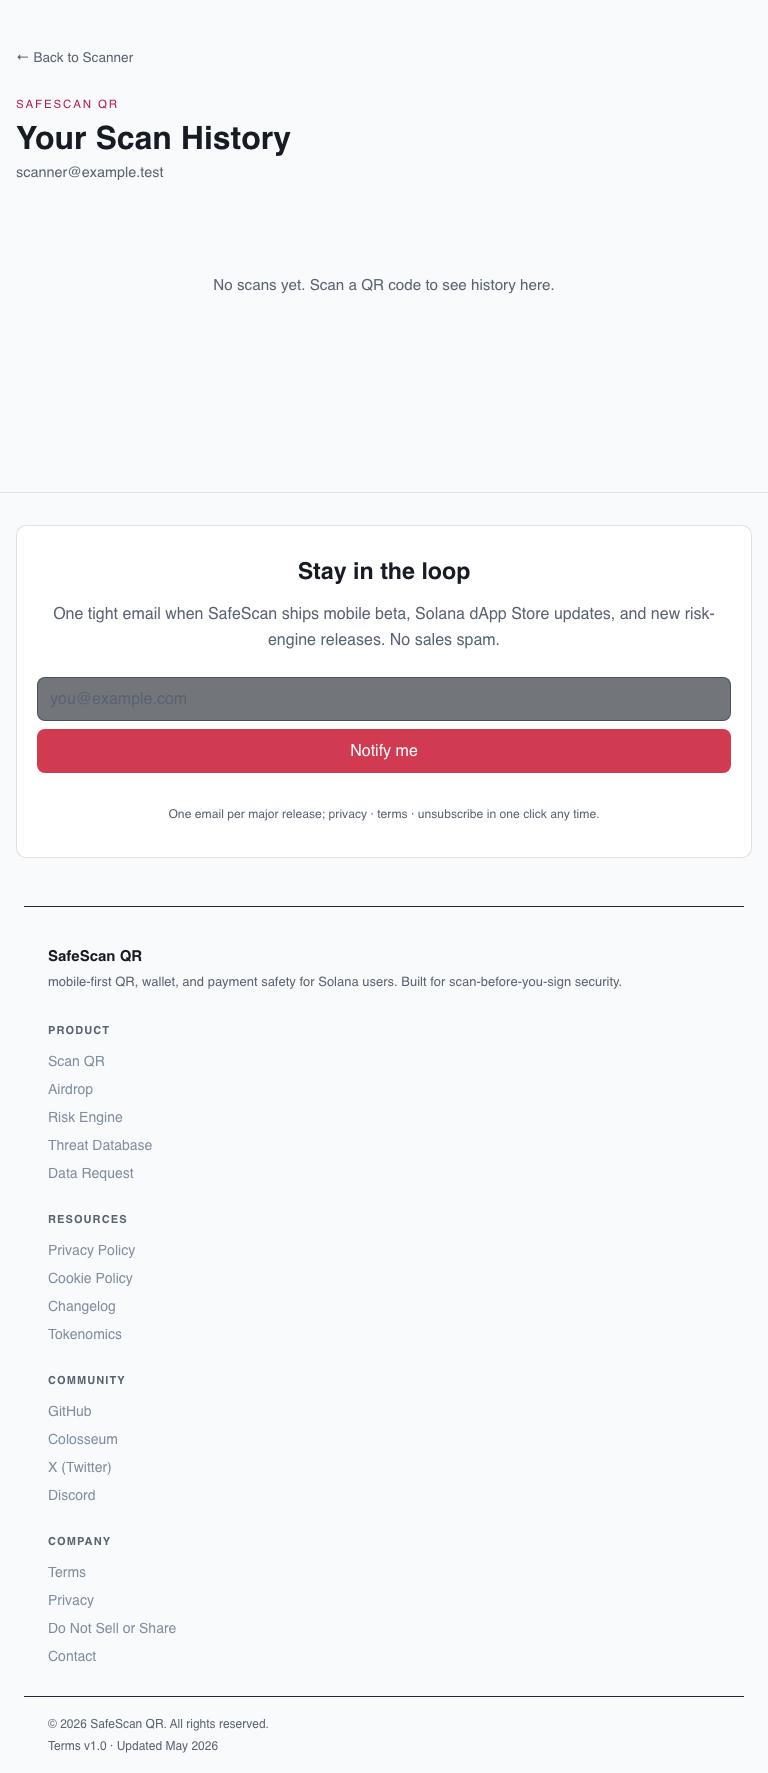 ← Back to Scanner
SAFESCAN QR
Your Scan History
scanner@example.test
No scans yet. Scan a QR code to see history here.
Stay in the loop
One tight email when SafeScan ships mobile beta, Solana dApp Store updates, and new risk-
engine releases. No sales spam.
you@example.com
Notify me
One email per major release; privacy · terms · unsubscribe in one click any time.
SafeScan QR
mobile-first QR, wallet, and payment safety for Solana users. Built for scan-before-you-sign security.
PRODUCT
Scan QR
Airdrop
Risk Engine
Threat Database
Data Request
RESOURCES
Privacy Policy
Cookie Policy
Changelog
Tokenomics
COMMUNITY
GitHub
Colosseum
X (Twitter)
Discord
COMPANY
Terms
Privacy
Do Not Sell or Share
Contact
© 2026 SafeScan QR. All rights reserved.
Terms v1.0 · Updated May 2026